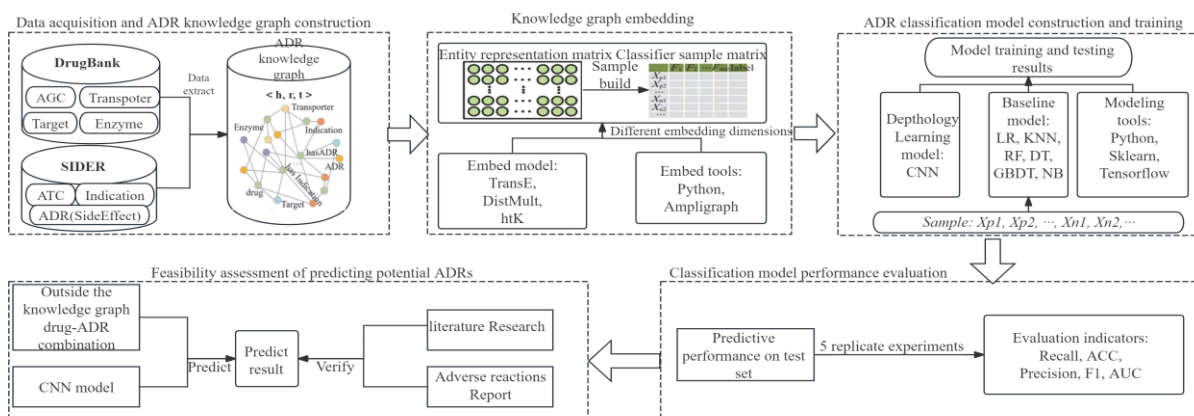 Data acquisition and ADR knowledge graph construction
DrugBank
AGC
Transpoter
Target
Enzyme
SIDER
ATC
Indication
ADR(SideEffect)
Data
extract
ADR
knowledge
graph
< h, r, t >
Transporter
Enzyme
Indication
hasADR
ADR
has Indication
drug
Target
Knowledge graph embedding
Entity representation matrix Classifier sample matrix
Sample
build
label
Xp1
Xp2
...
Xn1
Xn2
...
Different embedding dimensions
Embed model:
TransE,
DistMult,
htK
Embed tools:
Python,
Ampligraph
ADR classification model construction and training
Model training and testing
results
Depthology
Learning
model:
CNN
Baseline
model:
LR, KNN,
RF, DT,
GBDT, NB
Modeling
tools:
Python,
Sklearn,
Tensorflow
Sample: Xp1, Xp2, ···, Xn1, Xn2,···
Feasibility assessment of predicting potential ADRs
Outside the
knowledge graph
drug-ADR
combination
CNN model
Predict
Predict
result
Verify
literature Research
Adverse reactions
Report
Classification model performance evaluation
Predictive
performance on test
set
5 replicate experiments
Evaluation indicators:
Recall, ACC,
Precision, F1, AUC